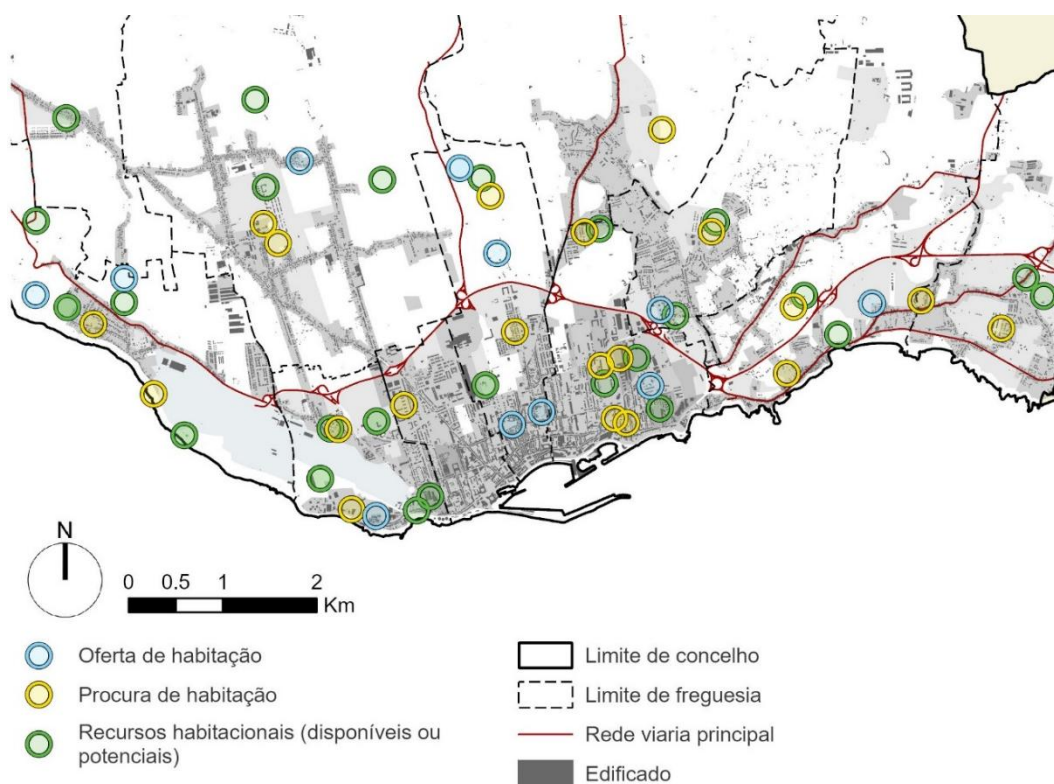 N
0 0.5 1 2
Km
Oferta de habitação
Procura de habitação
Recursos habitacionais (disponíveis ou
potenciais)
Limite de concelho
Limite de freguesia
Rede viaria principal
Edificado